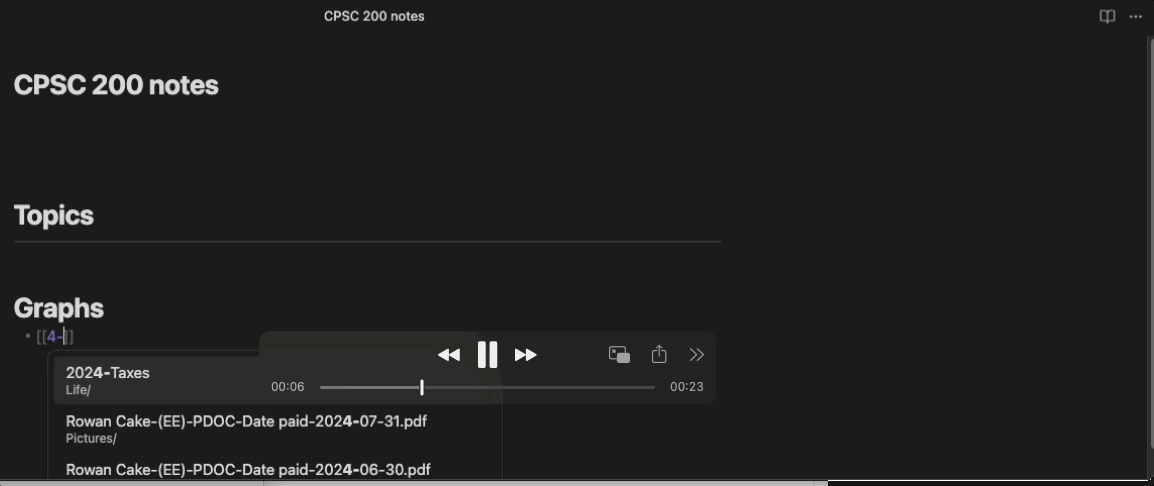 CPSC 200 notes
CPSC 200 notes
Topics
Graphs
• [[4-]]
2024-Taxes
Life/
00:06
00:23
Rowan Cake-(EE)-PDOC-Date paid-2024-07-31.pdf
Pictures/
Rowan Cake-(EE)-PDOC-Date paid-2024-06-30.pdf